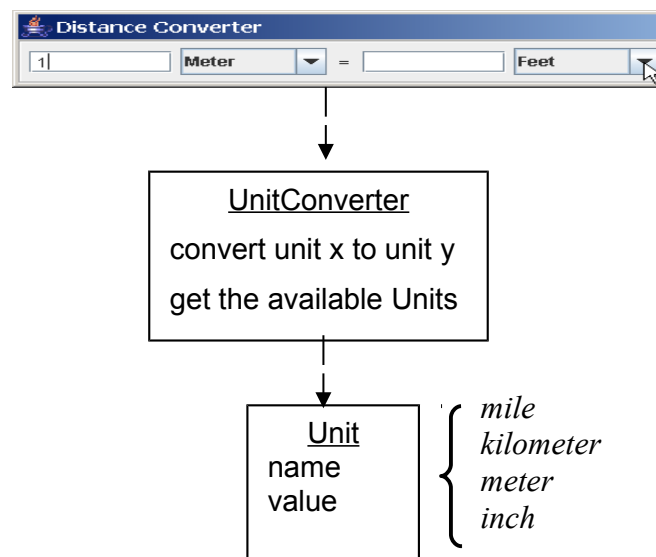 Distance Converter
1 Meter = Feet
UnitConverter
convert unit x to unit y
get the available Units
Unit
name
value
mile
kilometer
meter
inch